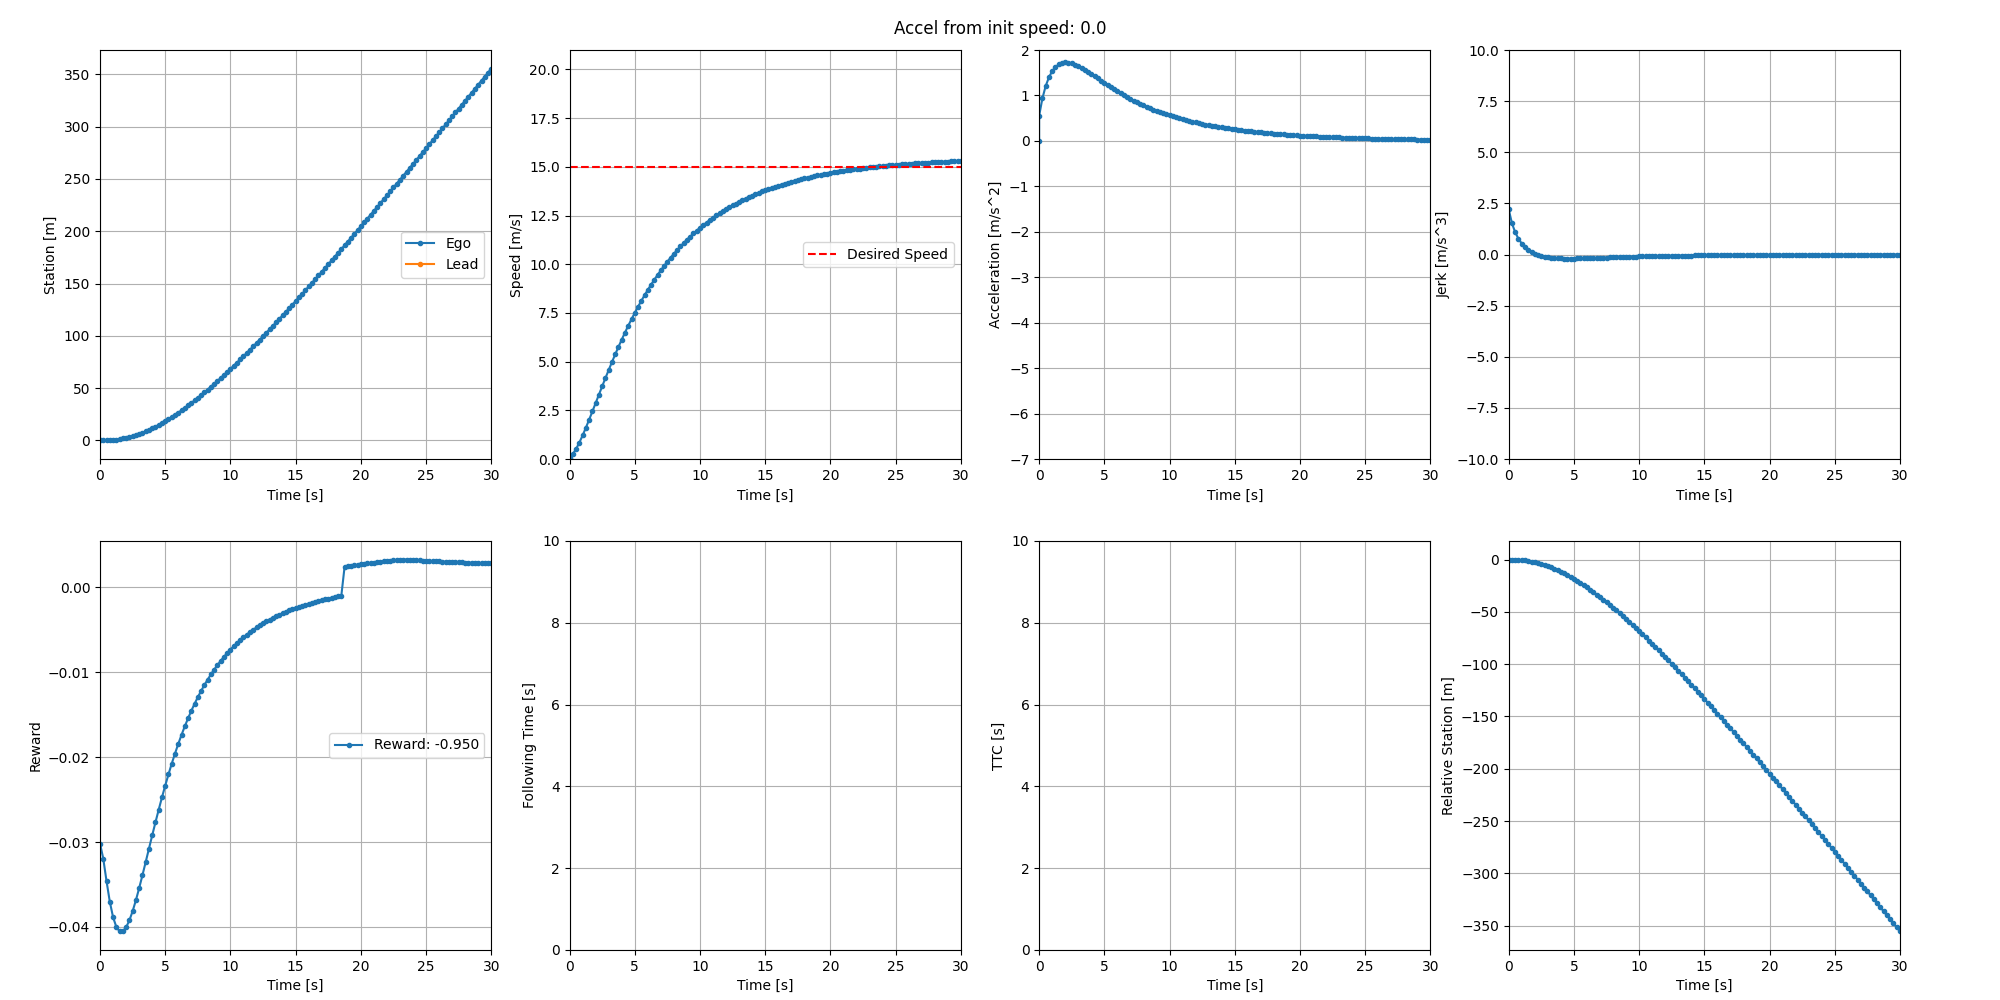 Accel from init speed: 0.0
Station [m]
350
300
250
200
150
100
50
0
Ego
Lead
0 5 10 15 20 25 30
Time [s]
Speed [m/s]
20.0
17.5
15.0
12.5
10.0
7.5
5.0
2.5
0.0
Desired Speed
0 5 10 15 20 25 30
Time [s]
Acceleration [m/s^2]
2
1
0
−1
−2
−3
−4
−5
−6
−7
0 5 10 15 20 25 30
Time [s]
Jerk [m/s^3]
10.0
7.5
5.0
2.5
0.0
−2.5
−5.0
−7.5
−10.0
0 5 10 15 20 25 30
Time [s]
Reward
0.00
−0.01
−0.02
−0.03
−0.04
Reward: -0.950
0 5 10 15 20 25 30
Time [s]
Following Time [s]
10
8
6
4
2
0
0 5 10 15 20 25 30
Time [s]
TTC [s]
10
8
6
4
2
0
0 5 10 15 20 25 30
Time [s]
Relative Station [m]
0
−50
−100
−150
−200
−250
−300
−350
0 5 10 15 20 25 30
Time [s]